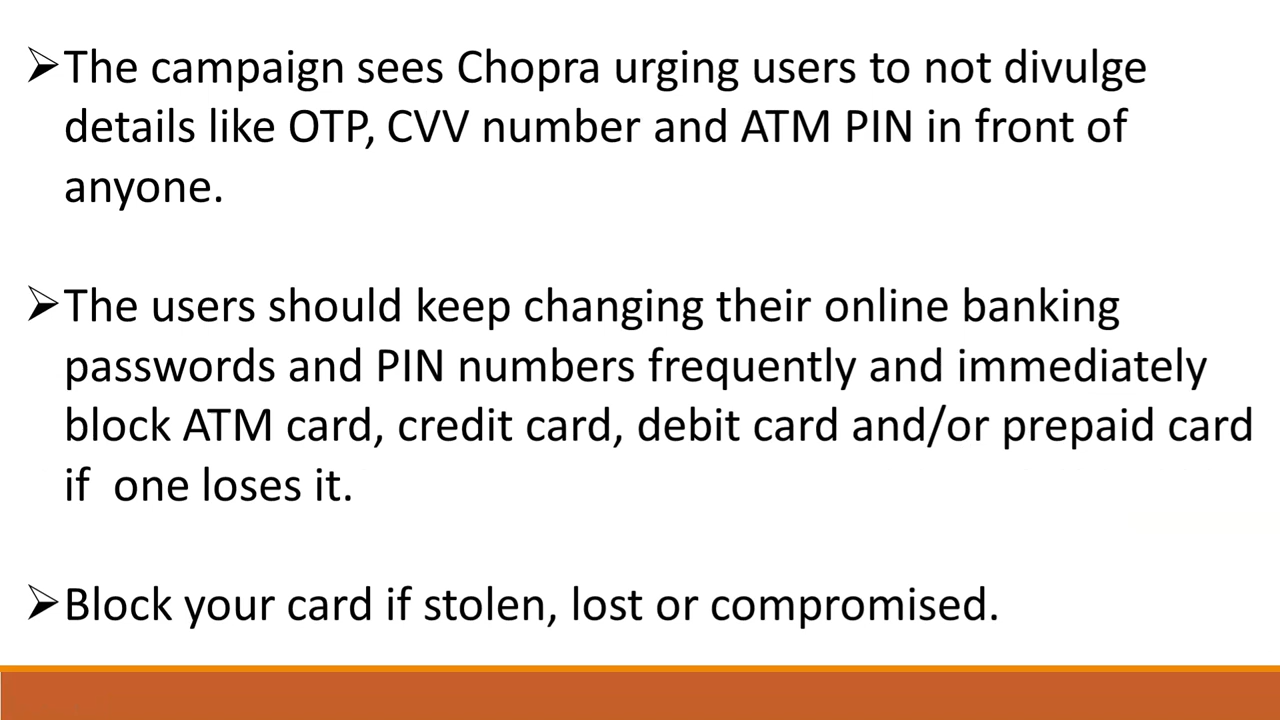 ➢The campaign sees Chopra urging users to not divulge
details like OTP, CVV number and ATM PIN in front of
anyone.
➢The users should keep changing their online banking
passwords and PIN numbers frequently and immediately
block ATM card, credit card, debit card and/or prepaid card
if  one loses it.
➢Block your card if stolen, lost or compromised.